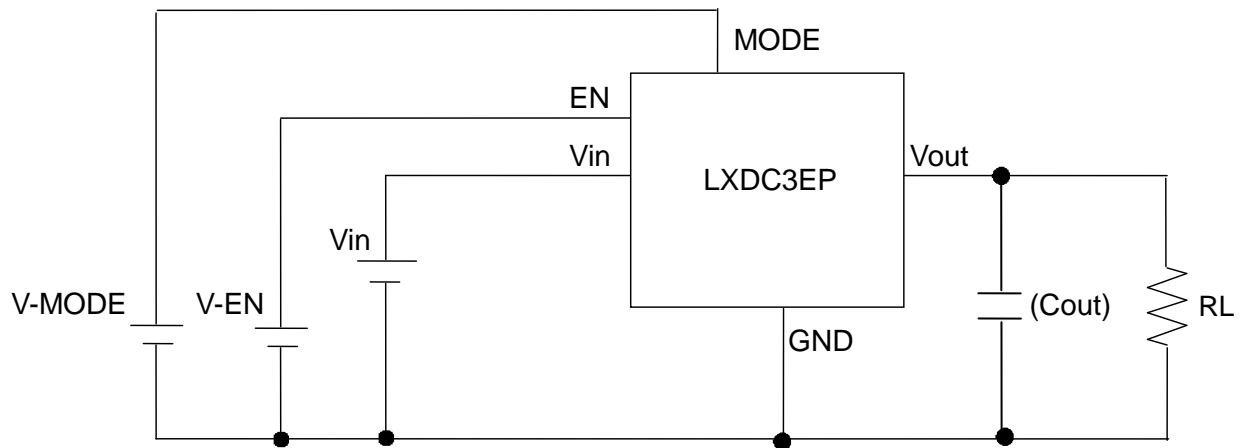 MODE
EN
Vin
LXDC3EP
Vout
Vin
V-MODE
V-EN
(Cout)
RL
GND